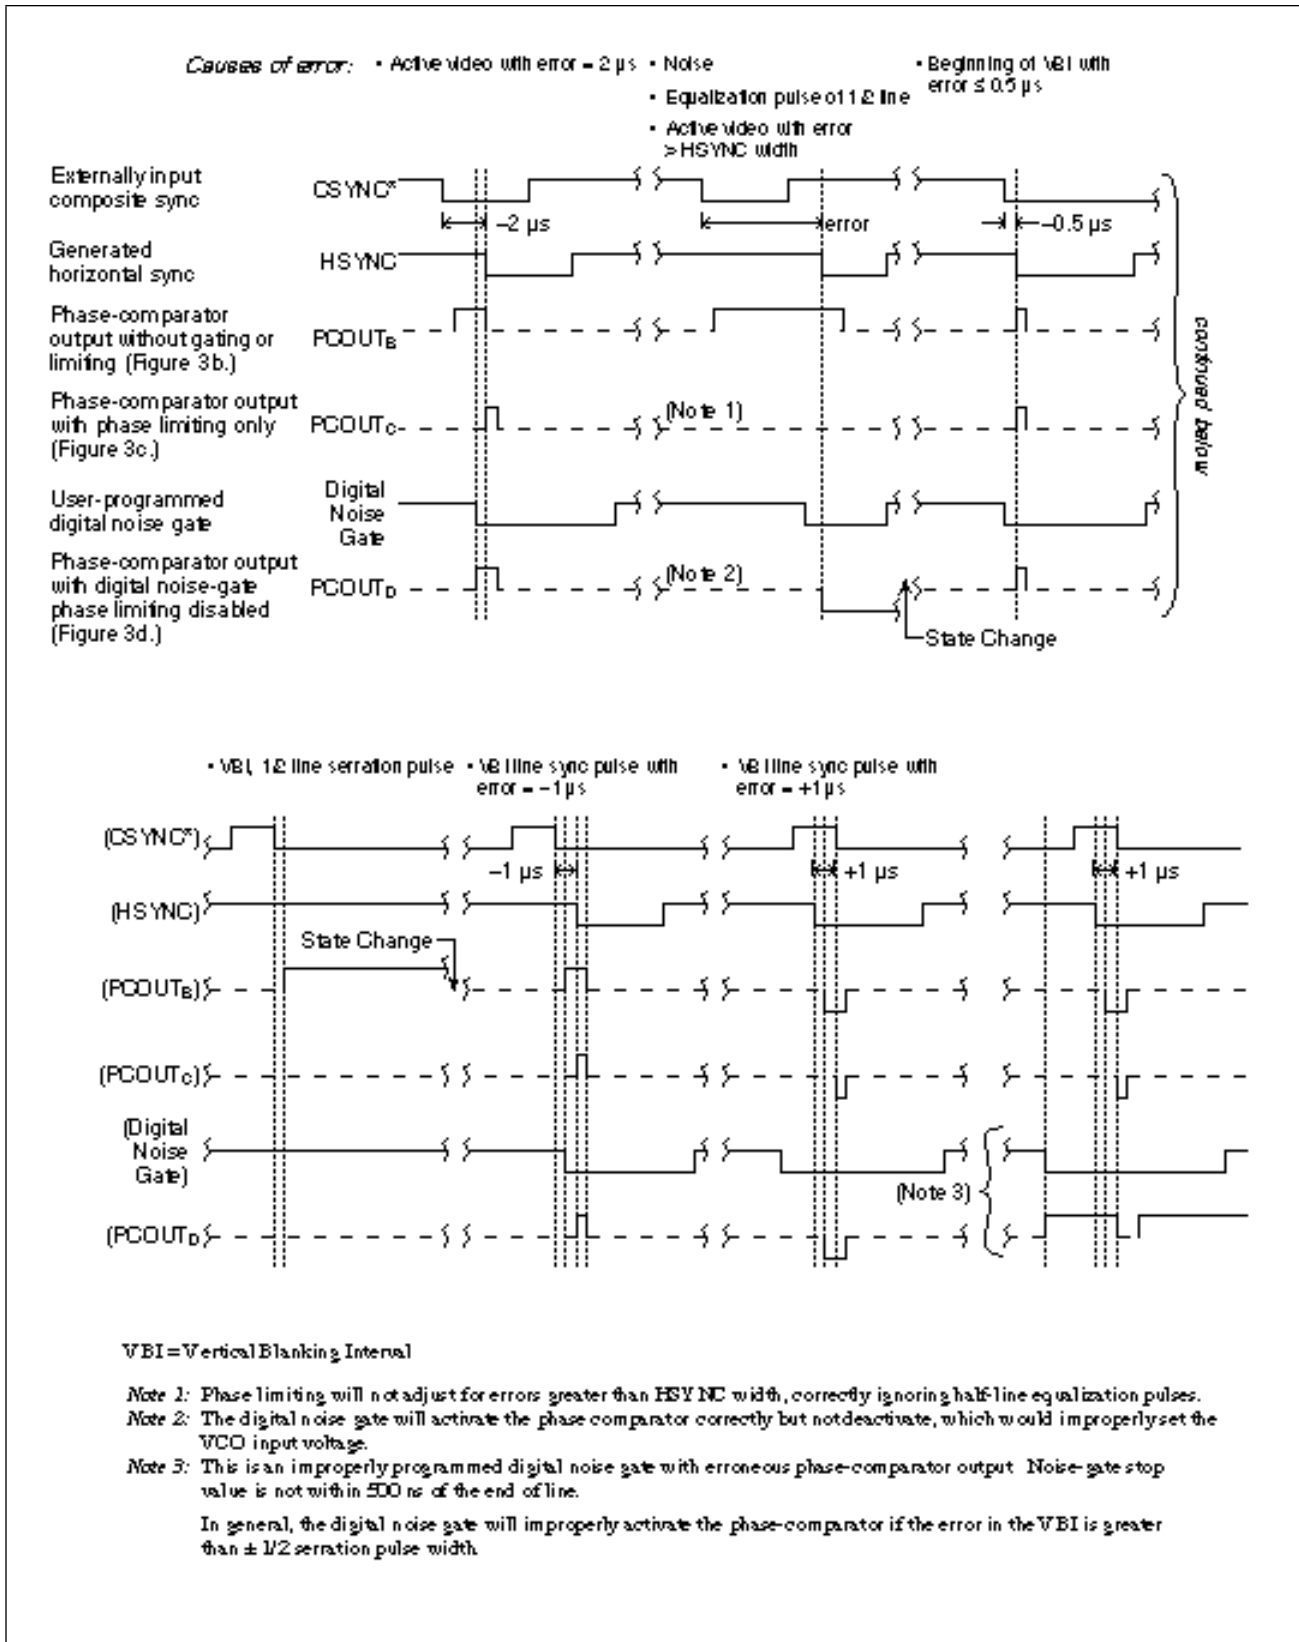 Causes of error:
• Active video with error = 2 µs
• Noise
• Equalization pulse of 1/2 line
• Active video with error
> HSYNC width
• Beginning of VBI with
error ≤ 0.5 µs
Externally input
composite sync
CSYNC*
–2 µs
error
–0.5 µs
Generated
horizontal sync
HSYNC
Phase-comparator
output without gating or
limiting (Figure 3b.)
PCOUTB
Phase-comparator output
with phase limiting only
(Figure 3c.)
PCOUTC
(Note 1)
User-programmed
digital noise gate
Digital
Noise
Gate
Phase-comparator output
with digital noise-gate
phase limiting disabled
(Figure 3d.)
PCOUTD
(Note 2)
State Change
continued below
• VBI, 1/2 line serration pulse
• VBI line sync pulse with
error = –1 µs
• VBI line sync pulse with
error = +1 µs
(CSYNC*)
–1 µs
+1 µs
+1 µs
(HSYNC)
State Change
(PCOUTB)
(PCOUTC)
(Digital
Noise
Gate)
(Note 3)
(PCOUTD)
VBI = Vertical Blanking Interval
Note 1: Phase limiting will not adjust for errors greater than HSYNC width, correctly ignoring half-line equalization pulses.
Note 2: The digital noise gate will activate the phase comparator correctly but not deactivate, which would improperly set the
VCO input voltage.
Note 3: This is an improperly programmed digital noise gate with erroneous phase-comparator output. Noise-gate stop
value is not within 500 ns of the end of line.
In general, the digital noise gate will improperly activate the phase-comparator if the error in the VBI is greater
than ± 1/2 serration pulse width.